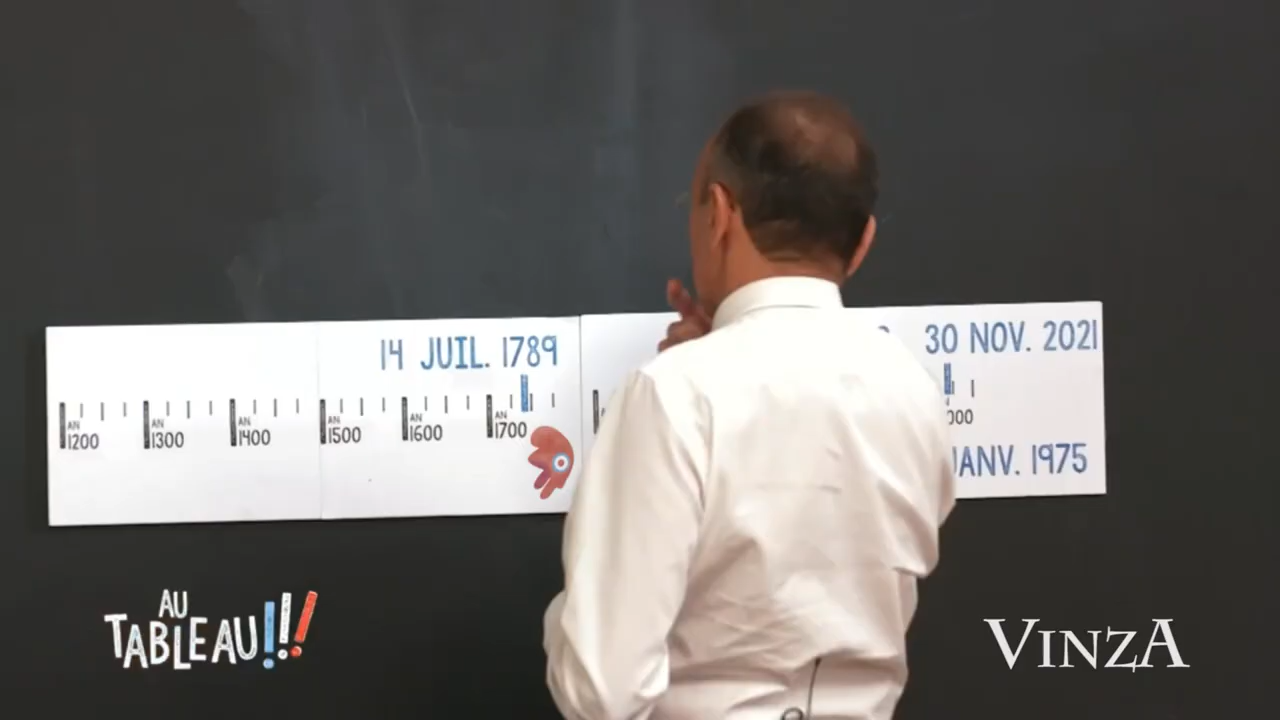 14 JUIL. 1789
30 NOV. 2021
AN 1200
AN 1300
AN 1400
AN 1500
AN 1600
AN 1700
000
JANV. 1975
AU
TABLEAU!!!
VINZA